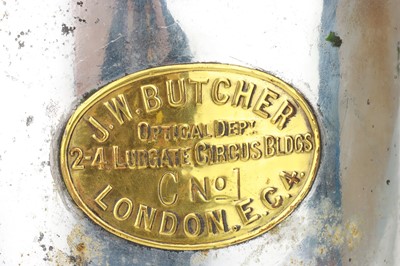 J.W. BUTCHER
OPTICAL DEPT
2-4 LUDGATE CIRCUS BLDGS
C No 1
LONDON. E.C.4.